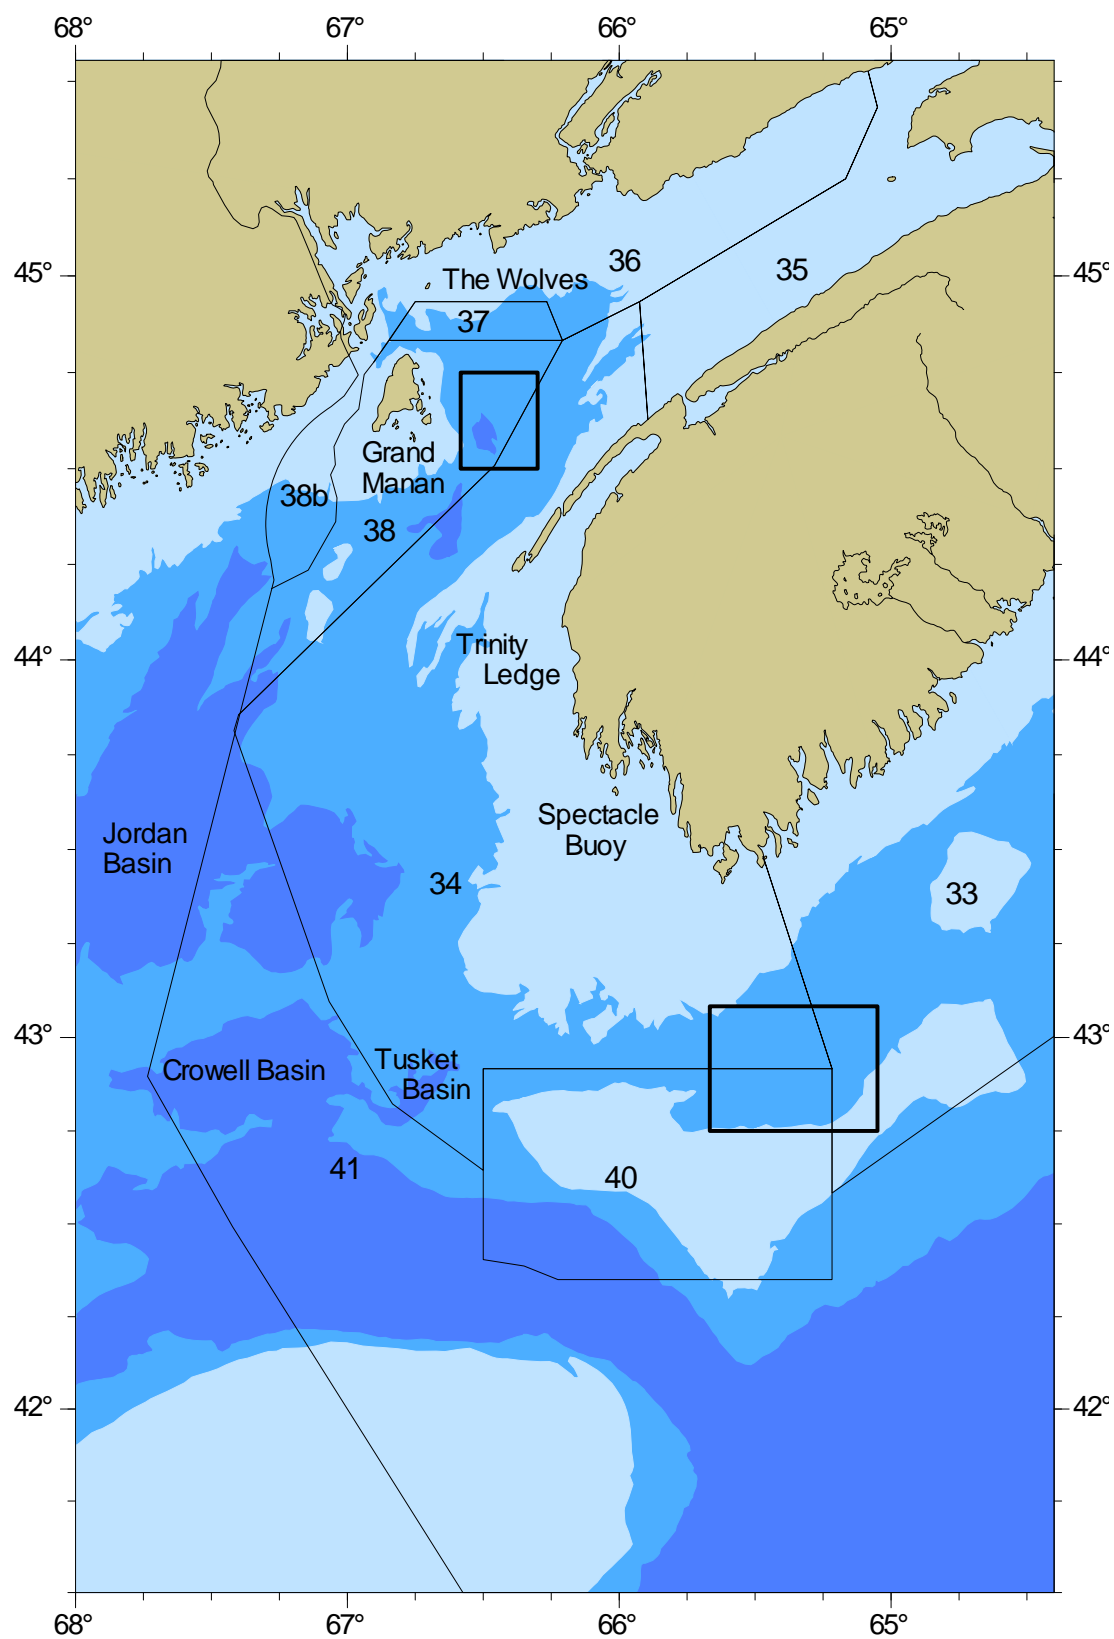 68° 67° 66° 65°
36
45° The Wolves 35 45°
37
Grand
Manan
38b
38
44° Trinity 44°
Ledge
Spectacle
Buoy
Jordan
Basin
34 33
43° 43°
Tusket
Crowell Basin
Basin
41 40
42° 42°
68° 67° 66° 65°